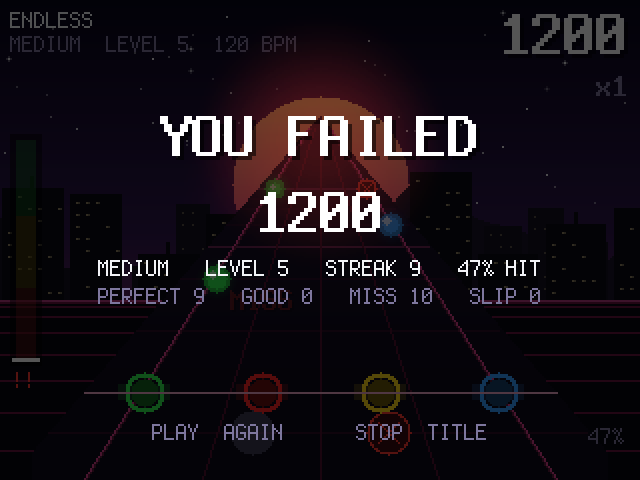 ENDLESS
1200
MEDIUM LEVEL 5 120 BPM
x1
YOU FAILED
1200
MEDIUM LEVEL 5 STREAK 9 47% HIT
PERFECT 9 GOOD 0 MISS 10 SLIP 0
MISS
!!
PLAY AGAIN STOP TITLE
47%